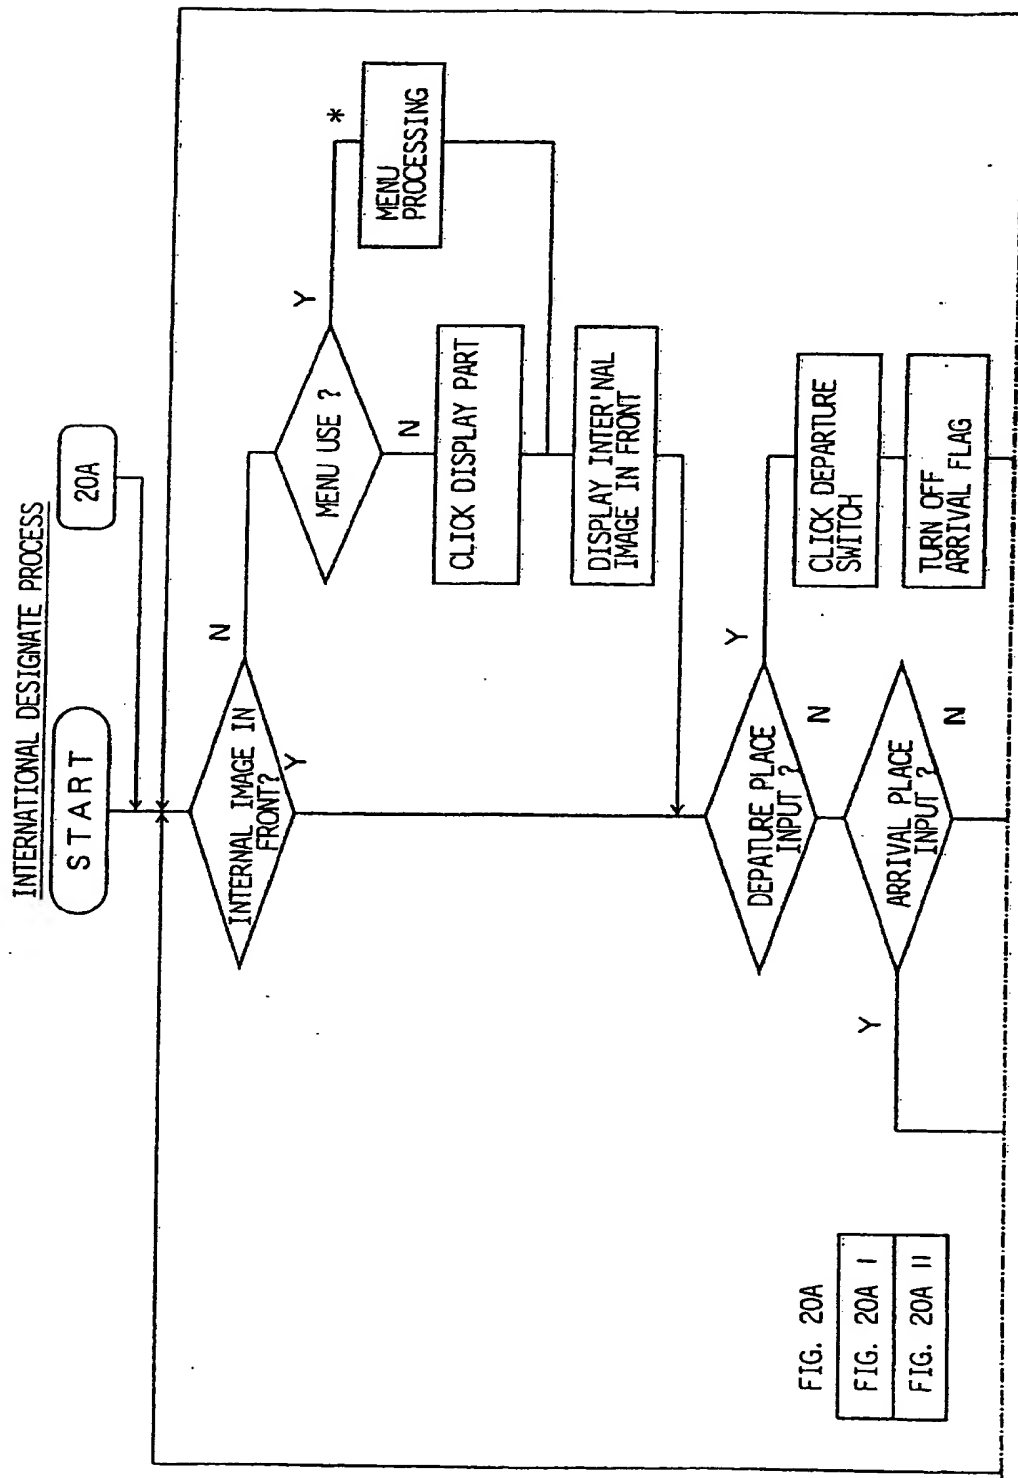 INTERNATIONAL DESIGNATE PROCESS
START
20A
INTERNAL IMAGE IN
FRONT?
N
Y
MENU USE ?
Y
*
MENU
PROCESSING
N
CLICK DISPLAY PART
DISPLAY INTER'NAL
IMAGE IN FRONT
DEPATURE PLACE
INPUT ?
Y
CLICK DEPARTURE
SWITCH
TURN OFF
ARRIVAL FLAG
N
ARRIVAL PLACE
INPUT ?
Y
N
FIG. 20A
FIG. 20A I
FIG. 20A II